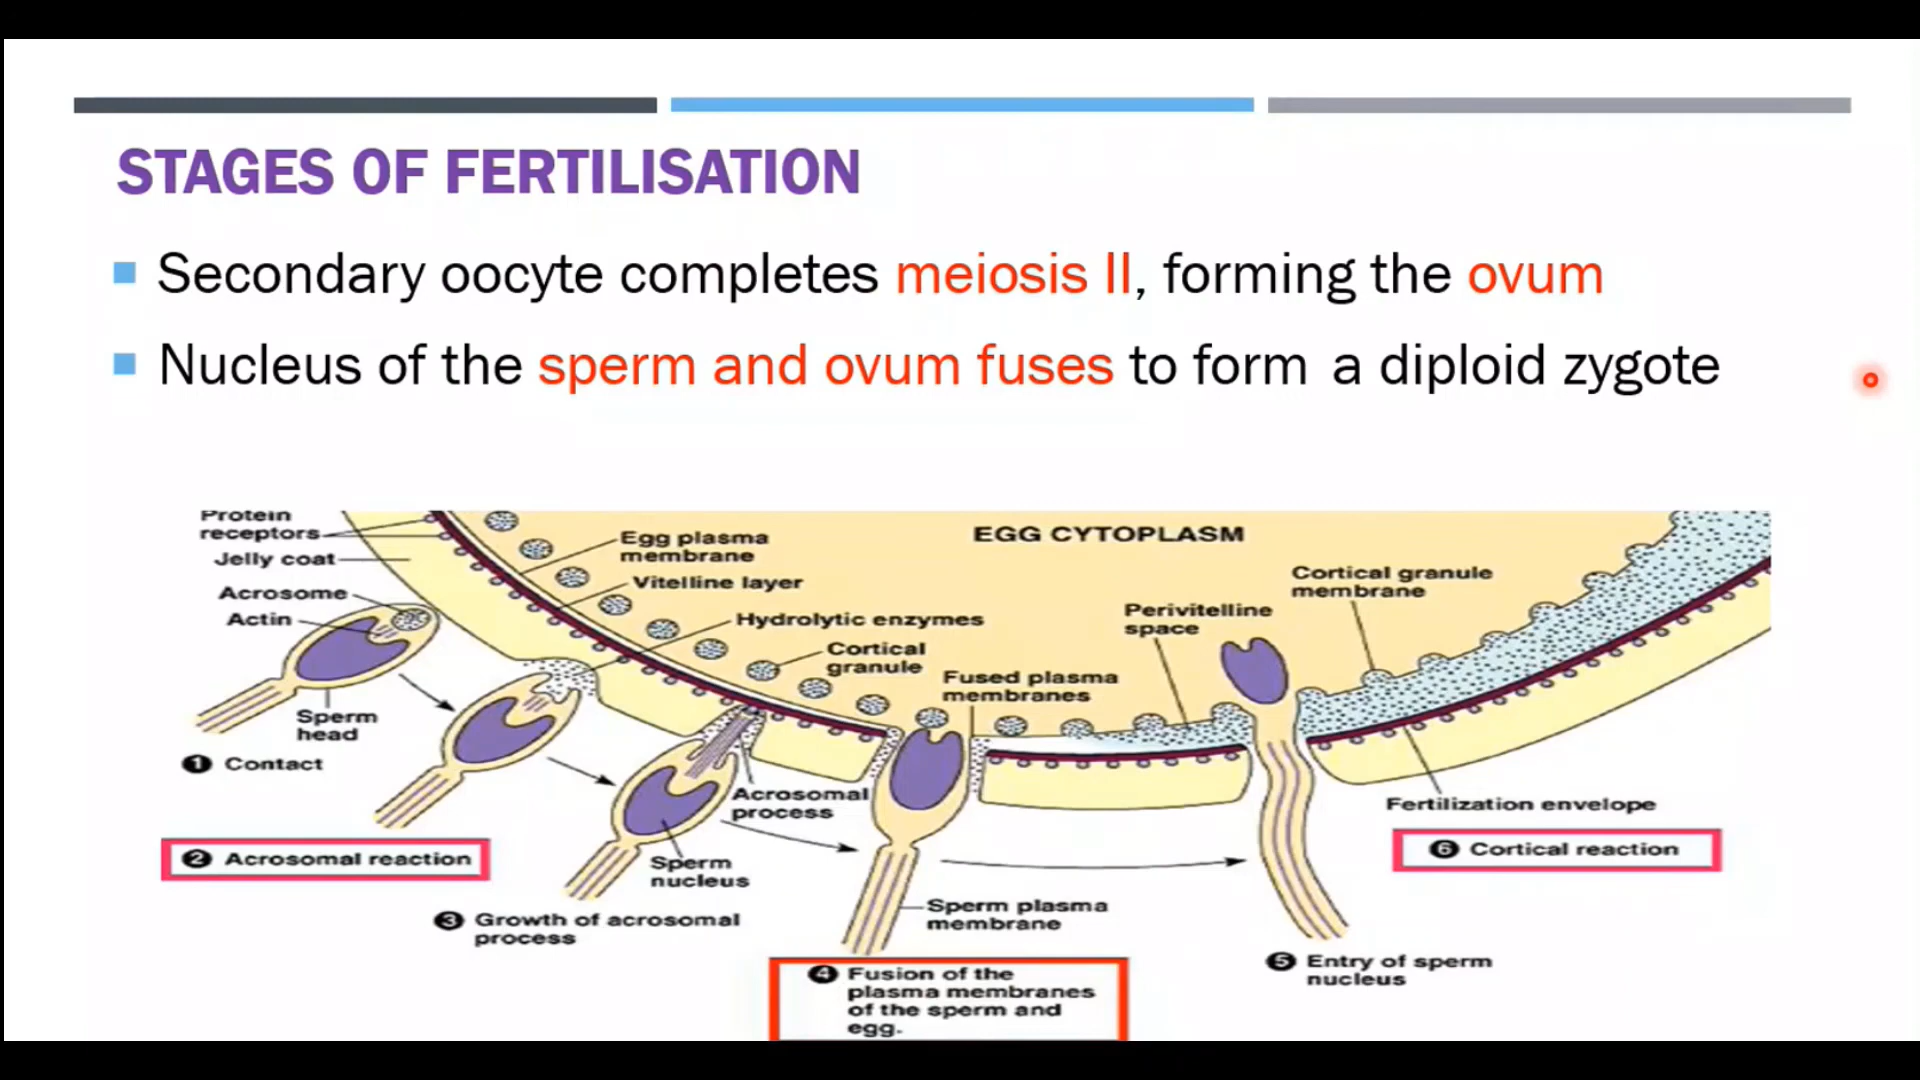 STAGES OF FERTILISATION
Secondary oocyte completes meiosis II, forming the ovum
Nucleus of the sperm and ovum fuses to form a diploid zygote
Protein
receptors
Jelly coat
Acrosome
Actin
Sperm
head
1 Contact
2 Acrosomal reaction
Egg plasma
membrane
Vitelline layer
Hydrolytic enzymes
Cortical
granule
Acrosomal
process
Sperm
nucleus
3 Growth of acrosomal
process
EGG CYTOPLASM
Fused plasma
membranes
Sperm plasma
membrane
4 Fusion of the
plasma membranes
of the sperm and
egg.
Perivitelline
space
Cortical granule
membrane
Fertilization envelope
6 Cortical reaction
5 Entry of sperm
nucleus